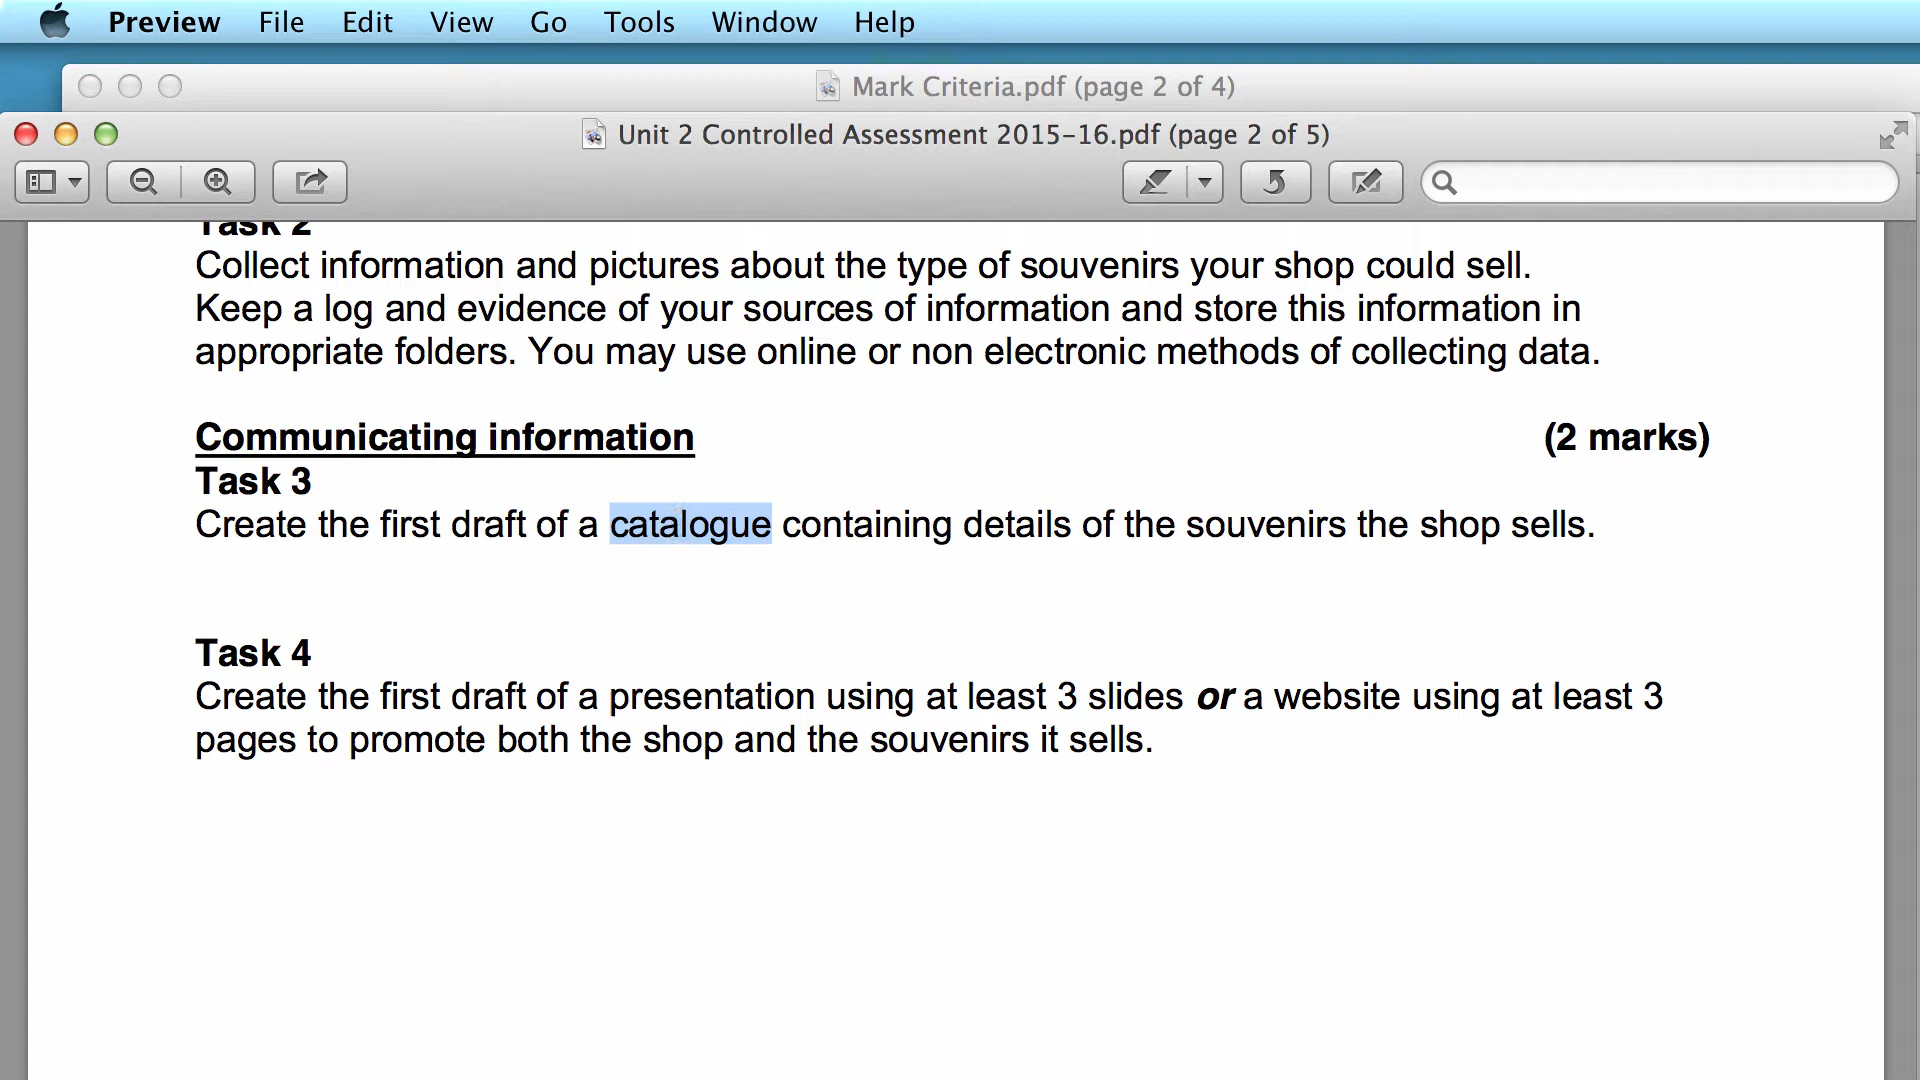 Preview File Edit View Go Tools Window Help
Mark Criteria.pdf (page 2 of 4)
Unit 2 Controlled Assessment 2015-16.pdf (page 2 of 5)
Task 2
Collect information and pictures about the type of souvenirs your shop could sell.
Keep a log and evidence of your sources of information and store this information in
appropriate folders. You may use online or non electronic methods of collecting data.
Communicating information (2 marks)
Task 3
Create the first draft of a catalogue containing details of the souvenirs the shop sells.
Task 4
Create the first draft of a presentation using at least 3 slides or a website using at least 3
pages to promote both the shop and the souvenirs it sells.